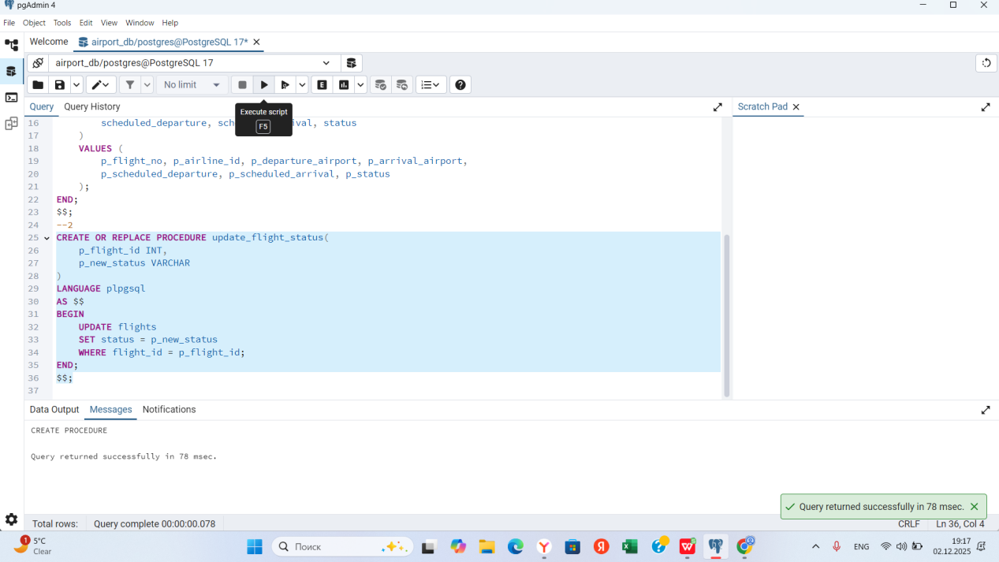 pgAdmin 4
File Object Tools Edit View Window Help
Welcome airport_db/postgres@PostgreSQL 17*
airport_db/postgres@PostgreSQL 17
No limit
E
Query Query History
Execute script
F5
Scratch Pad
16 scheduled_departure, sch ival, status
17 )
18 VALUES (
19 p_flight_no, p_airline_id, p_departure_airport, p_arrival_airport,
20 p_scheduled_departure, p_scheduled_arrival, p_status
21 );
22 END;
23 $$;
24 --2
25 CREATE OR REPLACE PROCEDURE update_flight_status(
26 p_flight_id INT,
27 p_new_status VARCHAR
28 )
29 LANGUAGE plpgsql
30 AS $$
31 BEGIN
32 UPDATE flights
33 SET status = p_new_status
34 WHERE flight_id = p_flight_id;
35 END;
36 $$;
37
Data Output Messages Notifications
CREATE PROCEDURE
Query returned successfully in 78 msec.
Query returned successfully in 78 msec.
Total rows: Query complete 00:00:00.078 CRLF Ln 36, Col 4
1
5°C
Clear
Поиск
ENG
19:17
02.12.2025